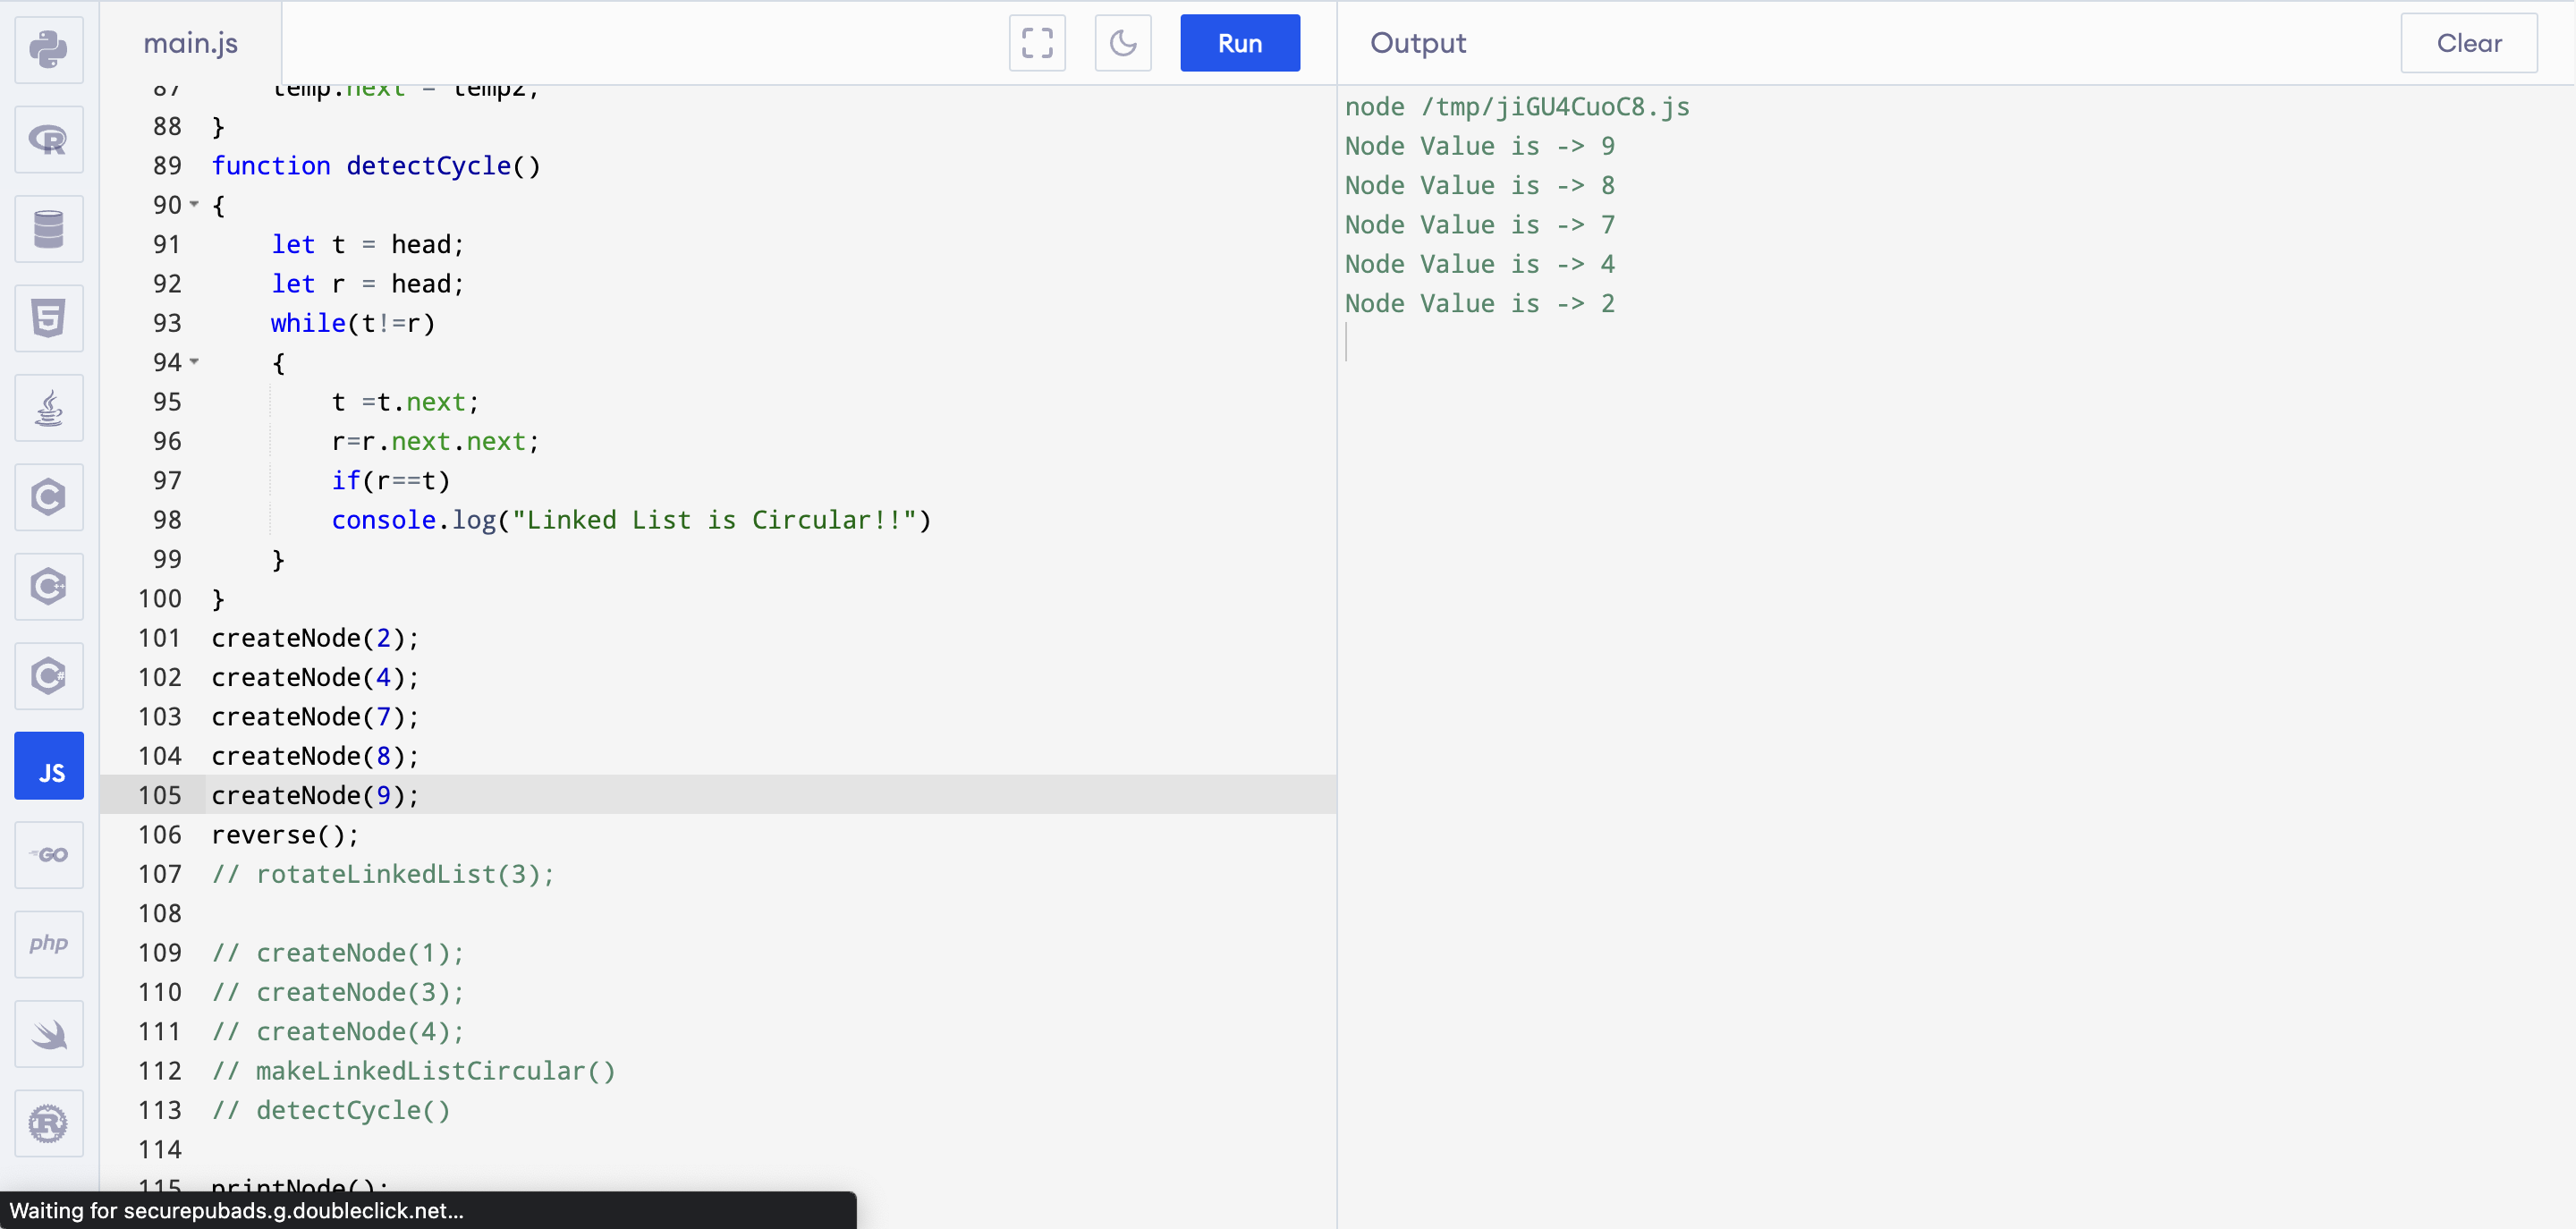 main.js
Run
Output
Clear
87 temp.next = temp2;
88 }
89 function detectCycle()
90 {
91 let t = head;
92 let r = head;
93 while(t!=r)
94 {
95 t =t.next;
96 r=r.next.next;
97 if(r==t)
98 console.log("Linked List is Circular!!")
99 }
100 }
101 createNode(2);
102 createNode(4);
103 createNode(7);
104 createNode(8);
105 createNode(9);
106 reverse();
107 // rotateLinkedList(3);
108
109 // createNode(1);
110 // createNode(3);
111 // createNode(4);
112 // makeLinkedListCircular()
113 // detectCycle()
114
115 printNode();
node /tmp/jiGU4CuoC8.js
Node Value is -> 9
Node Value is -> 8
Node Value is -> 7
Node Value is -> 4
Node Value is -> 2
R
5
C
C++
C#
JS
GO
php
R
Waiting for securepubads.g.doubleclick.net...